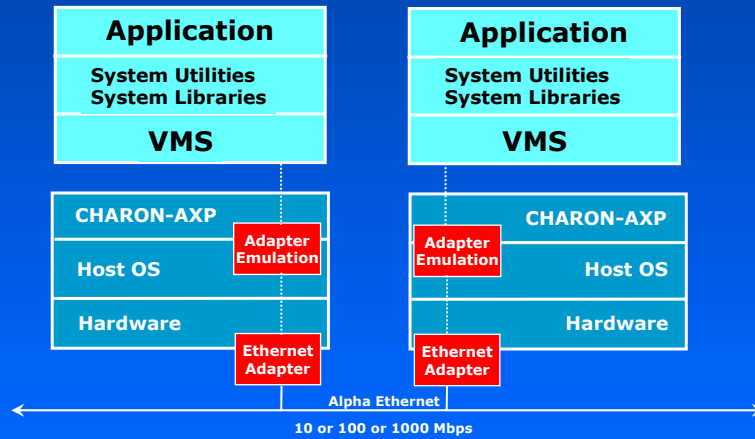 Application
System Utilities
System Libraries
VMS
CHARON-AXP
Adapter
Emulation
Host OS
Hardware
Ethernet
Adapter
Application
System Utilities
System Libraries
VMS
CHARON-AXP
Adapter
Emulation
Host OS
Hardware
Ethernet
Adapter
Alpha Ethernet
10 or 100 or 1000 Mbps